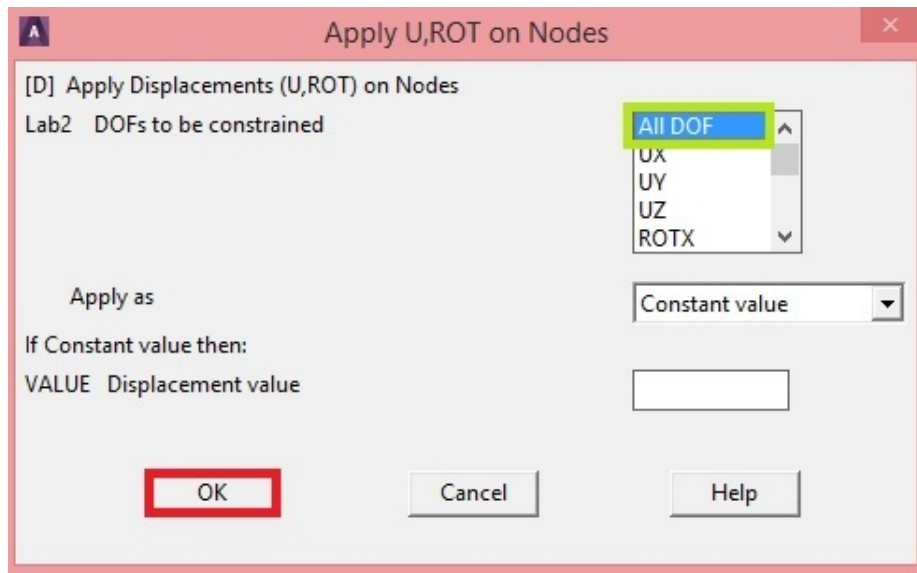 Apply U,ROT on Nodes
[D] Apply Displacements (U,ROT) on Nodes
Lab2 DOFs to be constrained
All DOF
UX
UY
UZ
ROTX
Apply as
Constant value
If Constant value then:
VALUE Displacement value
OK
Cancel
Help